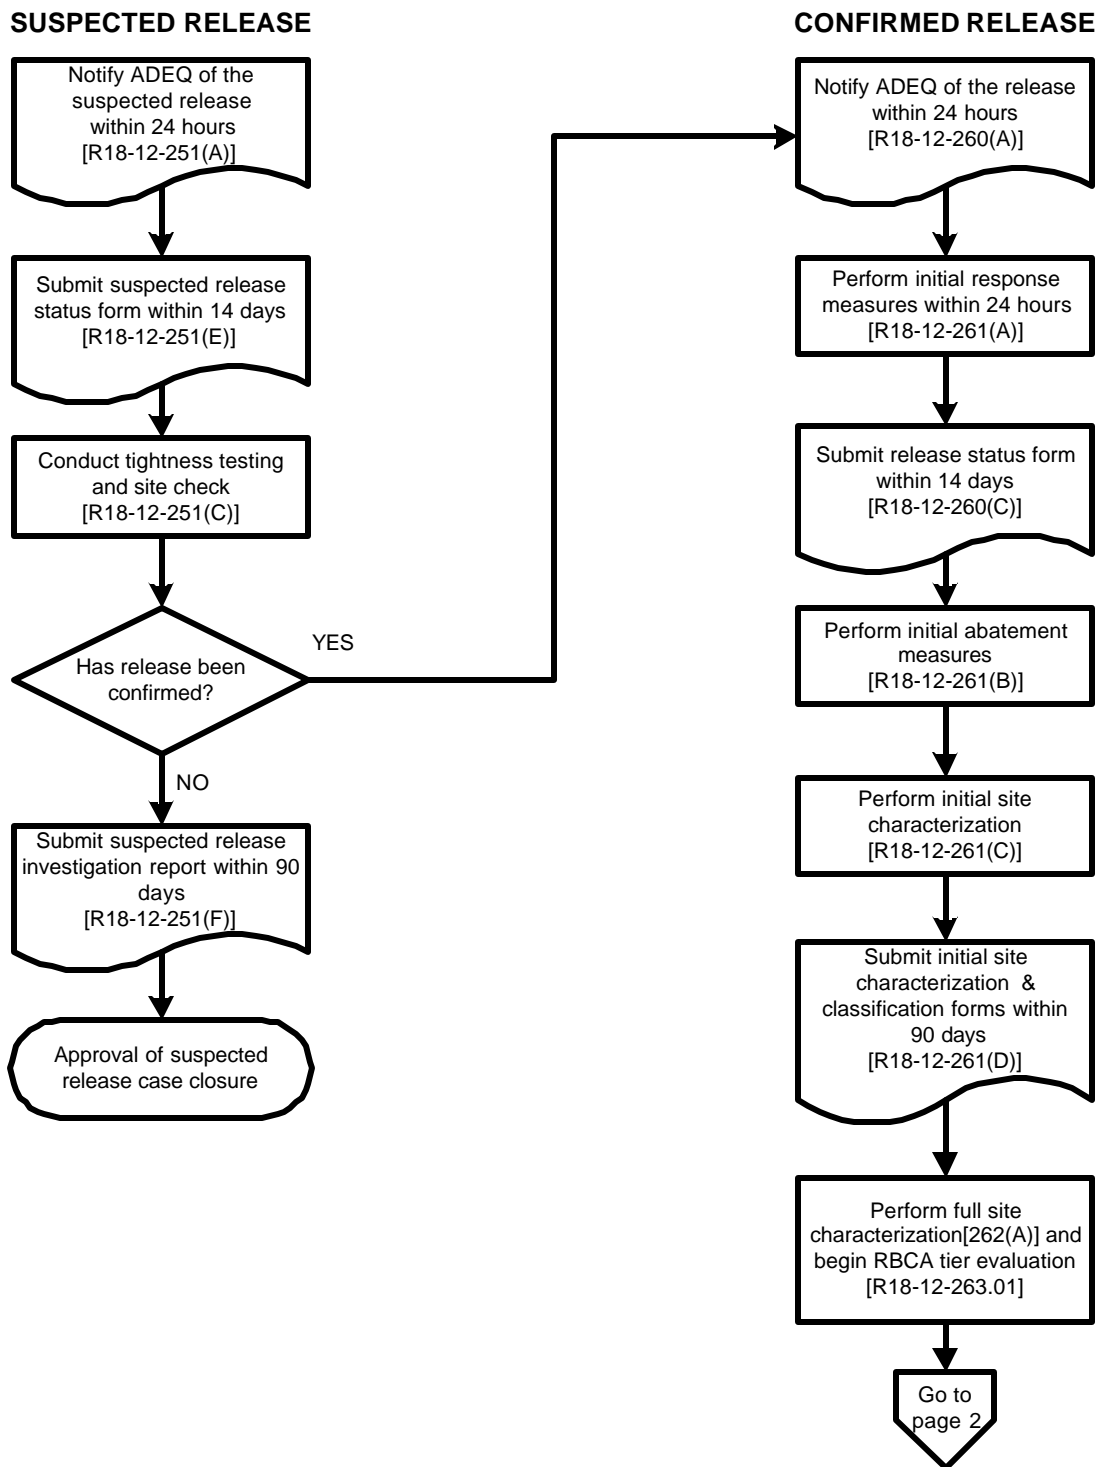 SUSPECTED RELEASE
Notify ADEQ of the
suspected release
within 24 hours
[R18-12-251(A)]
Submit suspected release
status form within 14 days
[R18-12-251(E)]
Conduct tightness testing
and site check
[R18-12-251(C)]
Has release been
confirmed?
YES
NO
Submit suspected release
investigation report within 90
days
[R18-12-251(F)]
Approval of suspected
release case closure
CONFIRMED RELEASE
Notify ADEQ of the release
within 24 hours
[R18-12-260(A)]
Perform initial response
measures within 24 hours
[R18-12-261(A)]
Submit release status form
within 14 days
[R18-12-260(C)]
Perform initial abatement
measures
[R18-12-261(B)]
Perform initial site
characterization
[R18-12-261(C)]
Submit initial site
characterization &
classification forms within
90 days
[R18-12-261(D)]
Perform full site
characterization[262(A)] and
begin RBCA tier evaluation
[R18-12-263.01]
Go to
page 2